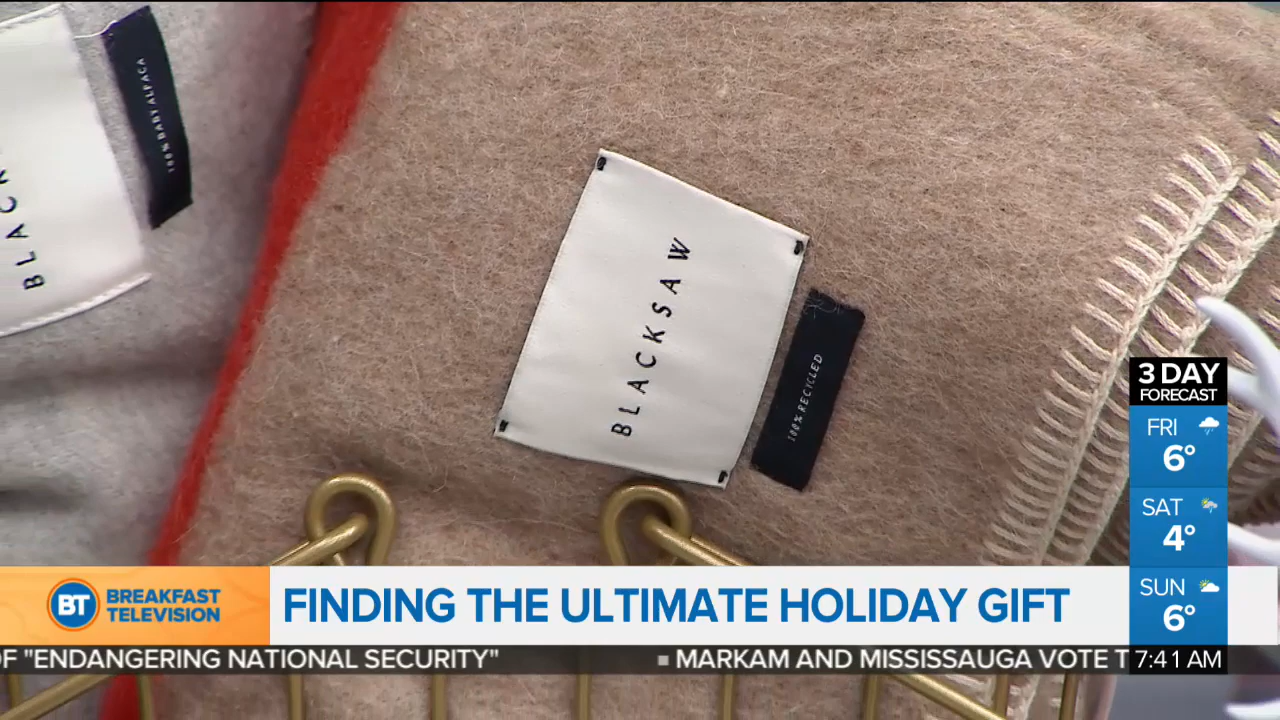 100% BABY ALPACA
BLACK
BLACKSAW
100% RECYCLED
3 DAY
FORECAST
FRI
6°
SAT
4°
SUN
6°
BT BREAKFAST
TELEVISION
FINDING THE ULTIMATE HOLIDAY GIFT
OF "ENDANGERING NATIONAL SECURITY" ▪ MARKAM AND MISSISSAUGA VOTE T
7:41 AM